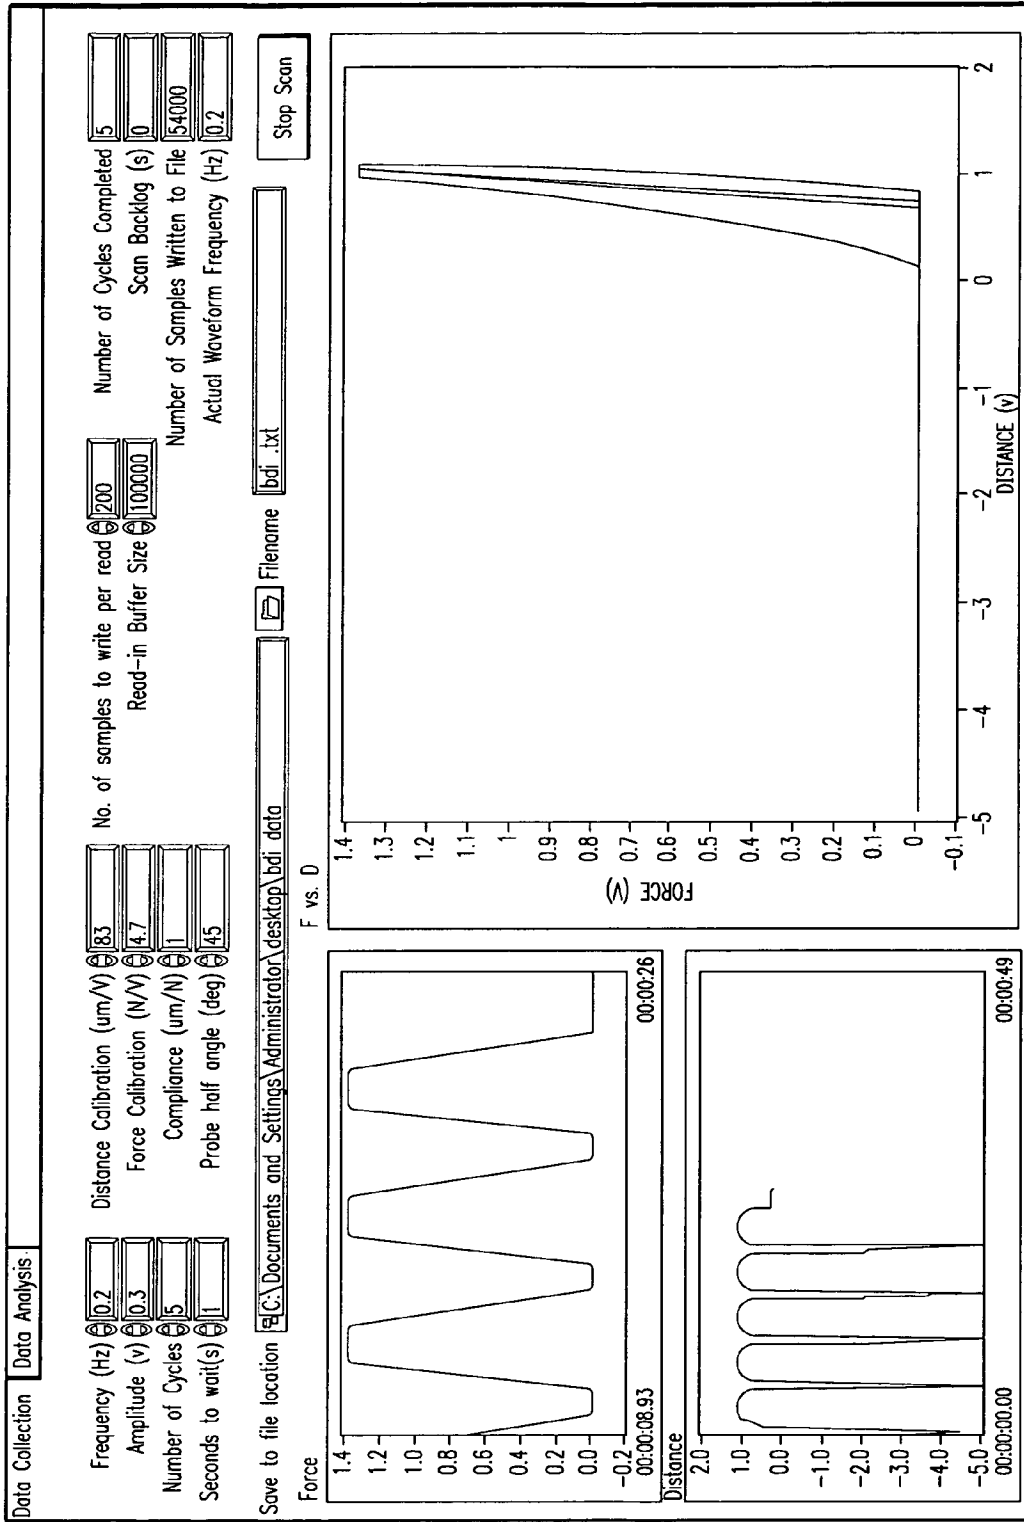 Data Collection
Data Analysis
Frequency (Hz) 0.2
Amplitude (v) 0.3
Number of Cycles 5
Seconds to wait(s) 1
Distance Calibration (um/V) 83
Force Calibration (N/V) 4.7
Compliance (um/N) 1
Probe half angle (deg) 45
No. of samples to write per read 200
Read-in Buffer Size 100000
Number of Cycles Completed 5
Scan Backlog (s) 0
Number of Samples Written to File 54000
Actual Waveform Frequency (Hz) 0.2
Save to file location C:\Documents and Settings\Administrator\desktop\bdi data
Filename bdi .txt
Stop Scan
Force
1.4
1.2
1.0
0.8
0.6
0.4
0.2
0.0
-0.2
00:00:08.93
00:00:26
Distance
2.0
1.0
0.0
-1.0
-2.0
-3.0
-4.0
-5.0
00:00:00.00
00:00:49
F vs. D
FORCE (V)
1.4
1.3
1.2
1.1
1
0.9
0.8
0.7
0.6
0.5
0.4
0.3
0.2
0.1
0
-0.1
-5
-4
-3
-2
-1
0
1
2
DISTANCE (v)